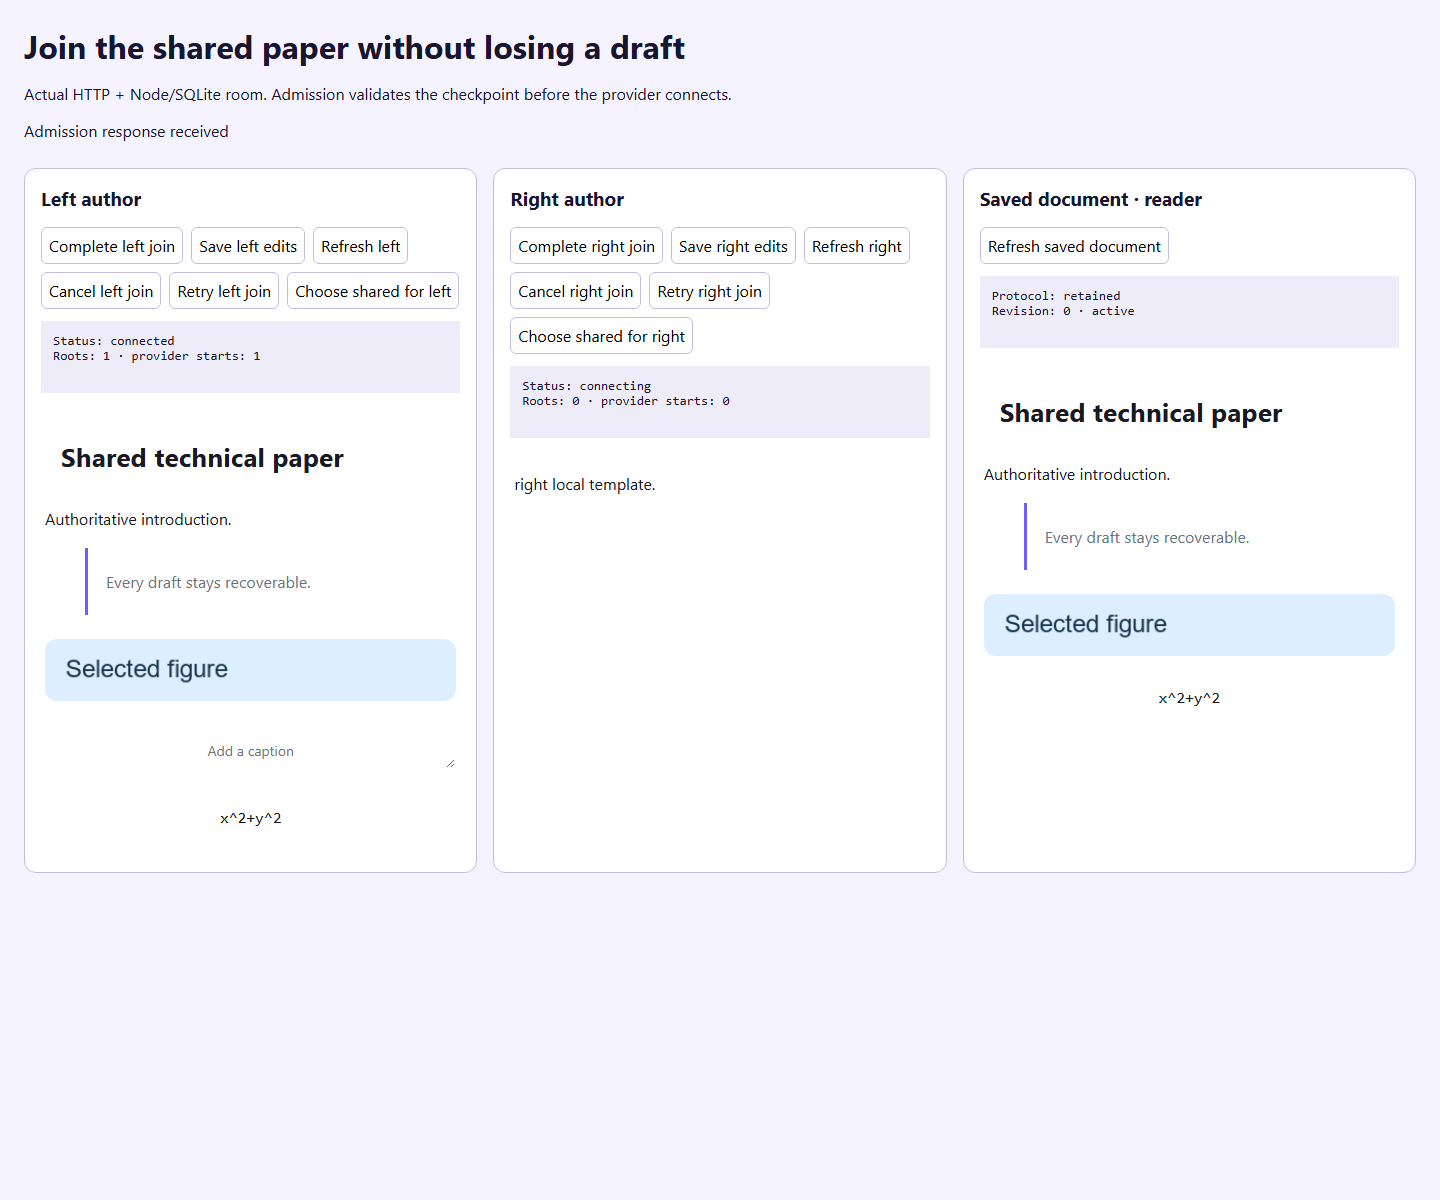 Join the shared paper without losing a draft
Actual HTTP + Node/SQLite room. Admission validates the checkpoint before the provider connects.
Admission response received
Left author
Complete left join
Save left edits
Refresh left
Cancel left join
Retry left join
Choose shared for left
Status: connected
Roots: 1 · provider starts: 1
Shared technical paper
Authoritative introduction.
Every draft stays recoverable.
Selected figure
Add a caption
x^2+y^2
Right author
Complete right join
Save right edits
Refresh right
Cancel right join
Retry right join
Choose shared for right
Status: connecting
Roots: 0 · provider starts: 0
right local template.
Saved document · reader
Refresh saved document
Protocol: retained
Revision: 0 · active
Shared technical paper
Authoritative introduction.
Every draft stays recoverable.
Selected figure
x^2+y^2